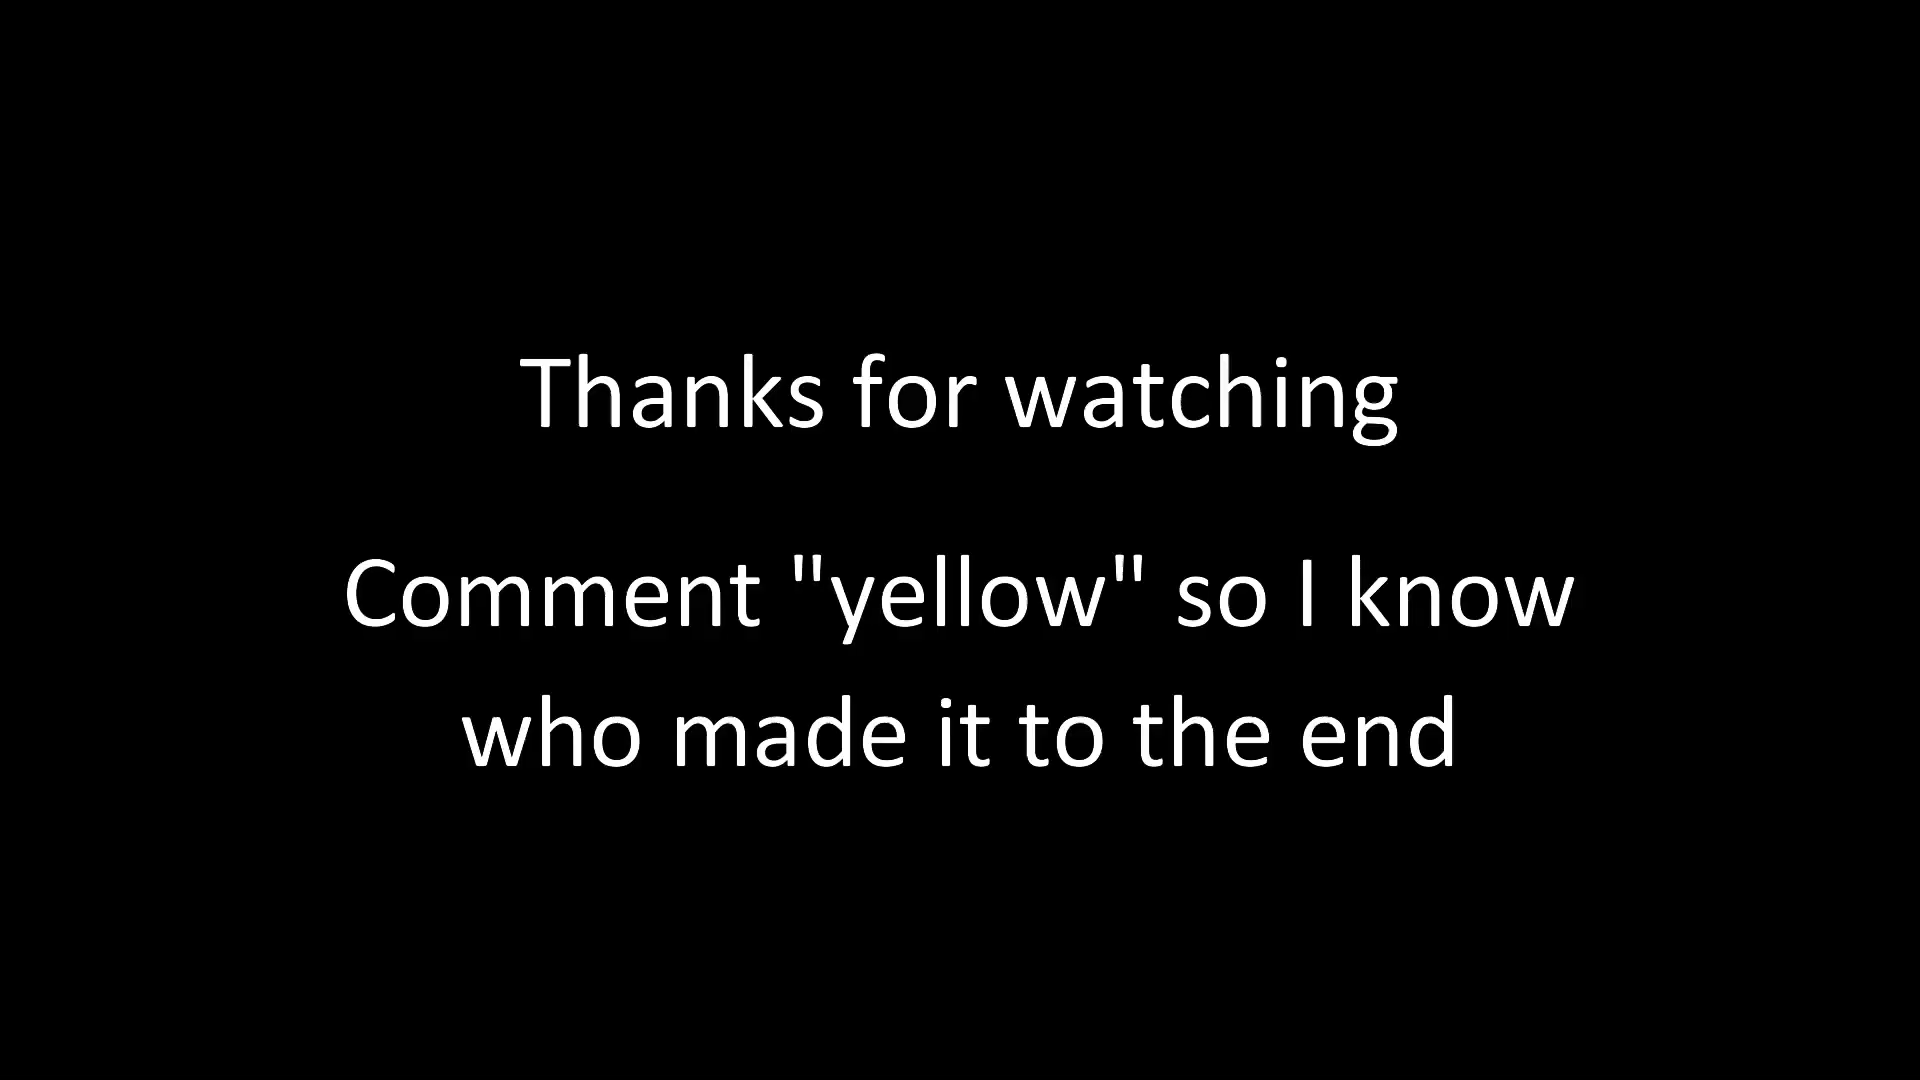 Thanks for watching
Comment "yellow" so I know
who made it to the end